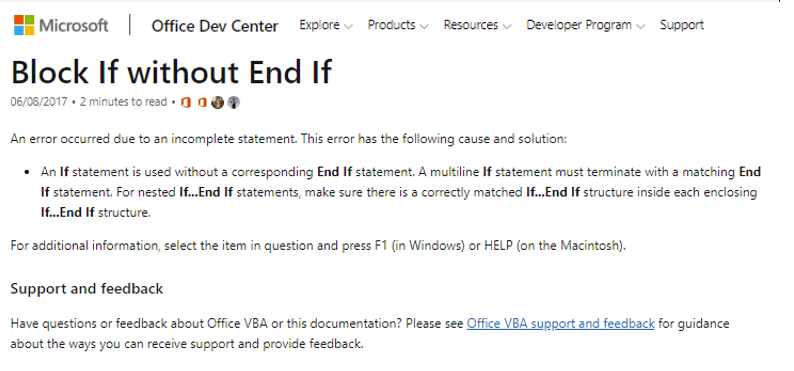 Microsoft | Office Dev Center Explore Products Resources Developer Program Support
Block If without End If
06/08/2017 • 2 minutes to read •
An error occurred due to an incomplete statement. This error has the following cause and solution:
• An If statement is used without a corresponding End If statement. A multiline If statement must terminate with a matching End
If statement. For nested If...End If statements, make sure there is a correctly matched If...End If structure inside each enclosing
If...End If structure.
For additional information, select the item in question and press F1 (in Windows) or HELP (on the Macintosh).
Support and feedback
Have questions or feedback about Office VBA or this documentation? Please see Office VBA support and feedback for guidance
about the ways you can receive support and provide feedback.